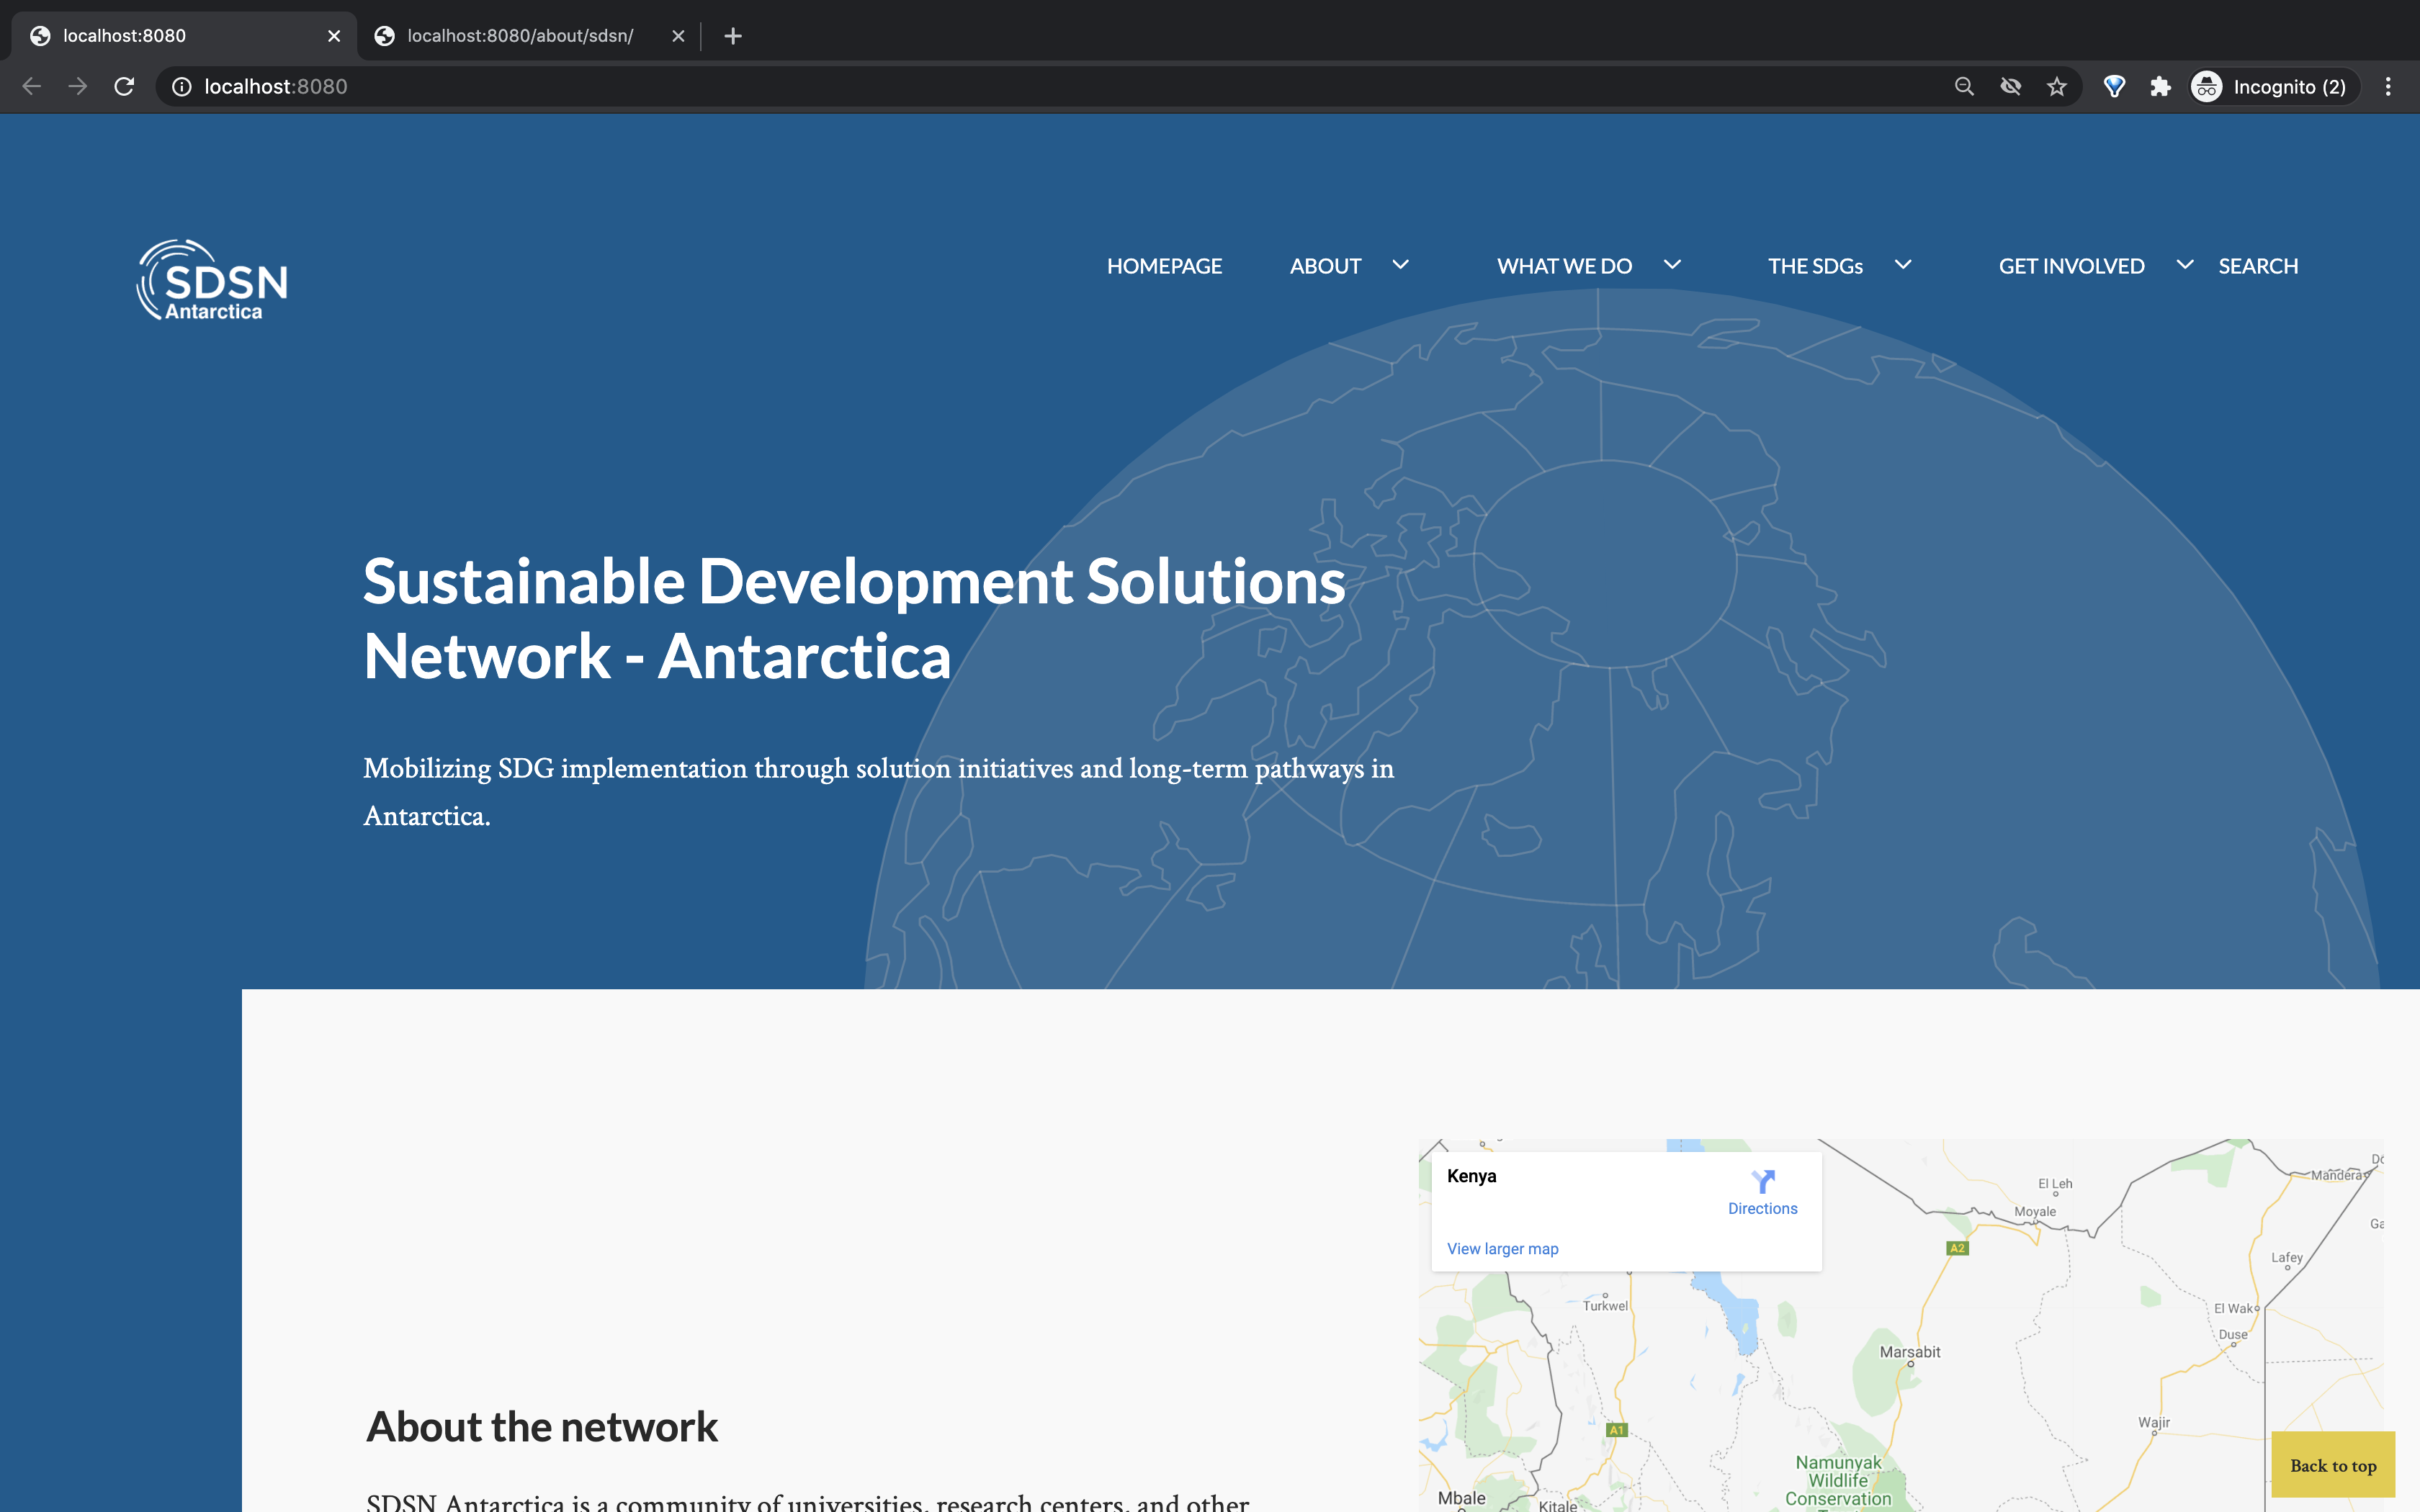 localhost:8080
localhost:8080/about/sdsn/
localhost:8080
Incognito (2)
SDSN
Antarctica
HOMEPAGE
ABOUT
WHAT WE DO
THE SDGs
GET INVOLVED
SEARCH
Sustainable Development Solutions
Network - Antarctica
Mobilizing SDG implementation through solution initiatives and long-term pathways in
Antarctica.
Kenya
Directions
View larger map
Mandera
El Leh
Moyale
A2
Lafey
Turkwel
El Wak
Duse
Marsabit
Wajir
A1
Namunyak
Wildlife
Conservation
Mbale
Kitale
Back to top
About the network
SDSN Antarctica is a community of universities, research centers, and other